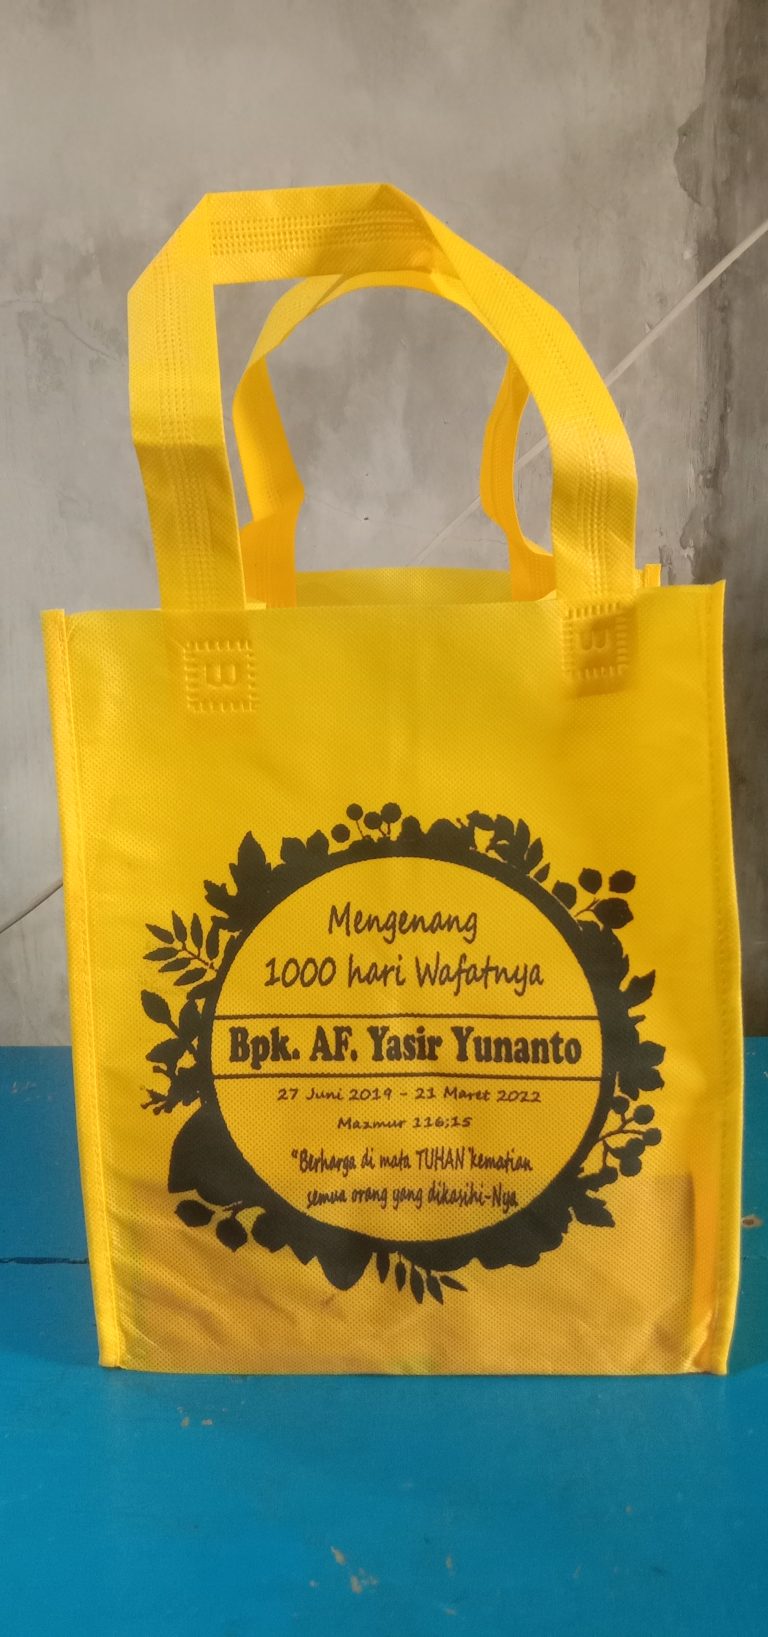 Mengenang
1000 hari Wafatnya
Bpk. AF. Yasir Yunanto
27 Juni 2019 - 21 Maret 2022
Mazmur 116;15
"Berharga di mata TUHAN kematian
semua orang yang dikasihi-Nya